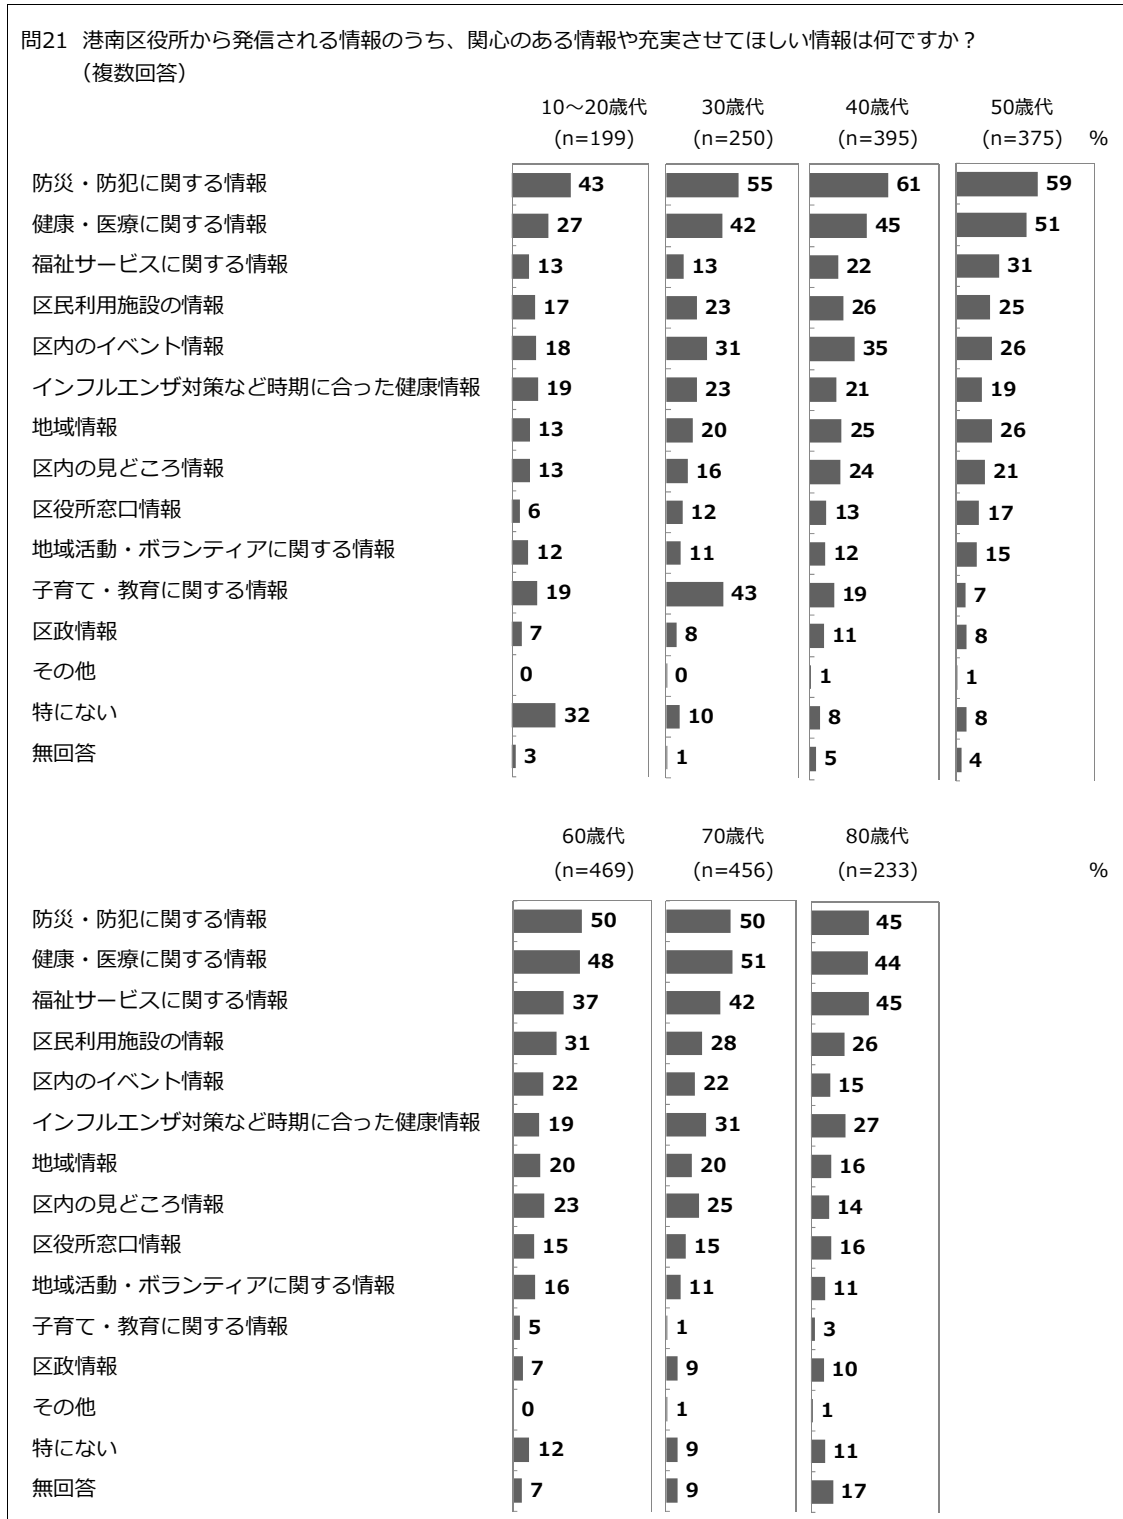 問21 港南区役所から発信される情報のうち、関心のある情報や充実させてほしい情報は何ですか？
（複数回答）
10～20歳代 30歳代 40歳代 50歳代
(n=199) (n=250) (n=395) (n=375) %
防災・防犯に関する情報 43 55 61 59
健康・医療に関する情報 27 42 45 51
福祉サービスに関する情報 13 13 22 31
区民利用施設の情報 17 23 26 25
区内のイベント情報 18 31 35 26
インフルエンザ対策など時期に合った健康情報 19 23 21 19
地域情報 13 20 25 26
区内の見どころ情報 13 16 24 21
区役所窓口情報 6 12 13 17
地域活動・ボランティアに関する情報 12 11 12 15
子育て・教育に関する情報 19 43 19 7
区政情報 7 8 11 8
その他 0 0 1 1
特にない 32 10 8 8
無回答 3 1 5 4
60歳代 70歳代 80歳代
(n=469) (n=456) (n=233) %
防災・防犯に関する情報 50 50 45
健康・医療に関する情報 48 51 44
福祉サービスに関する情報 37 42 45
区民利用施設の情報 31 28 26
区内のイベント情報 22 22 15
インフルエンザ対策など時期に合った健康情報 19 31 27
地域情報 20 20 16
区内の見どころ情報 23 25 14
区役所窓口情報 15 15 16
地域活動・ボランティアに関する情報 16 11 11
子育て・教育に関する情報 5 1 3
区政情報 7 9 10
その他 0 1 1
特にない 12 9 11
無回答 7 9 17